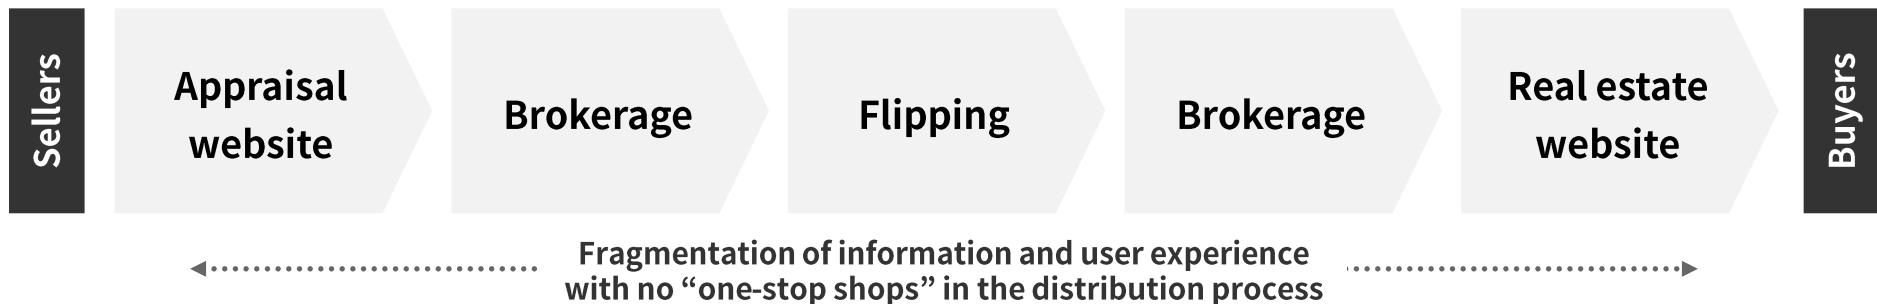 Sellers
Appraisal
website
Brokerage
Flipping
Brokerage
Real estate
website
Buyers
Fragmentation of information and user experience
with no “one-stop shops” in the distribution process